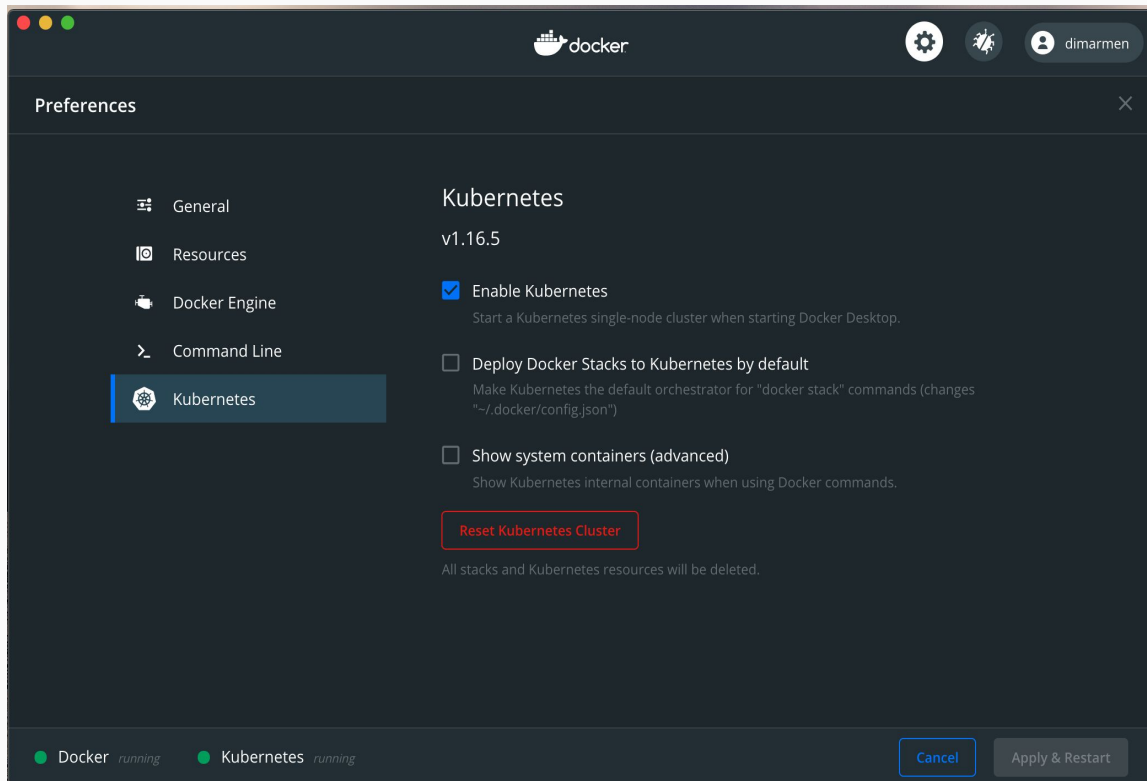 docker
dimarmen
Preferences
General
Resources
Docker Engine
Command Line
Kubernetes
Kubernetes
v1.16.5
Enable Kubernetes
Start a Kubernetes single-node cluster when starting Docker Desktop.
Deploy Docker Stacks to Kubernetes by default
Make Kubernetes the default orchestrator for "docker stack" commands (changes
"~/.docker/config.json")
Show system containers (advanced)
Show Kubernetes internal containers when using Docker commands.
Reset Kubernetes Cluster
All stacks and Kubernetes resources will be deleted.
Docker running
Kubernetes running
Cancel
Apply & Restart